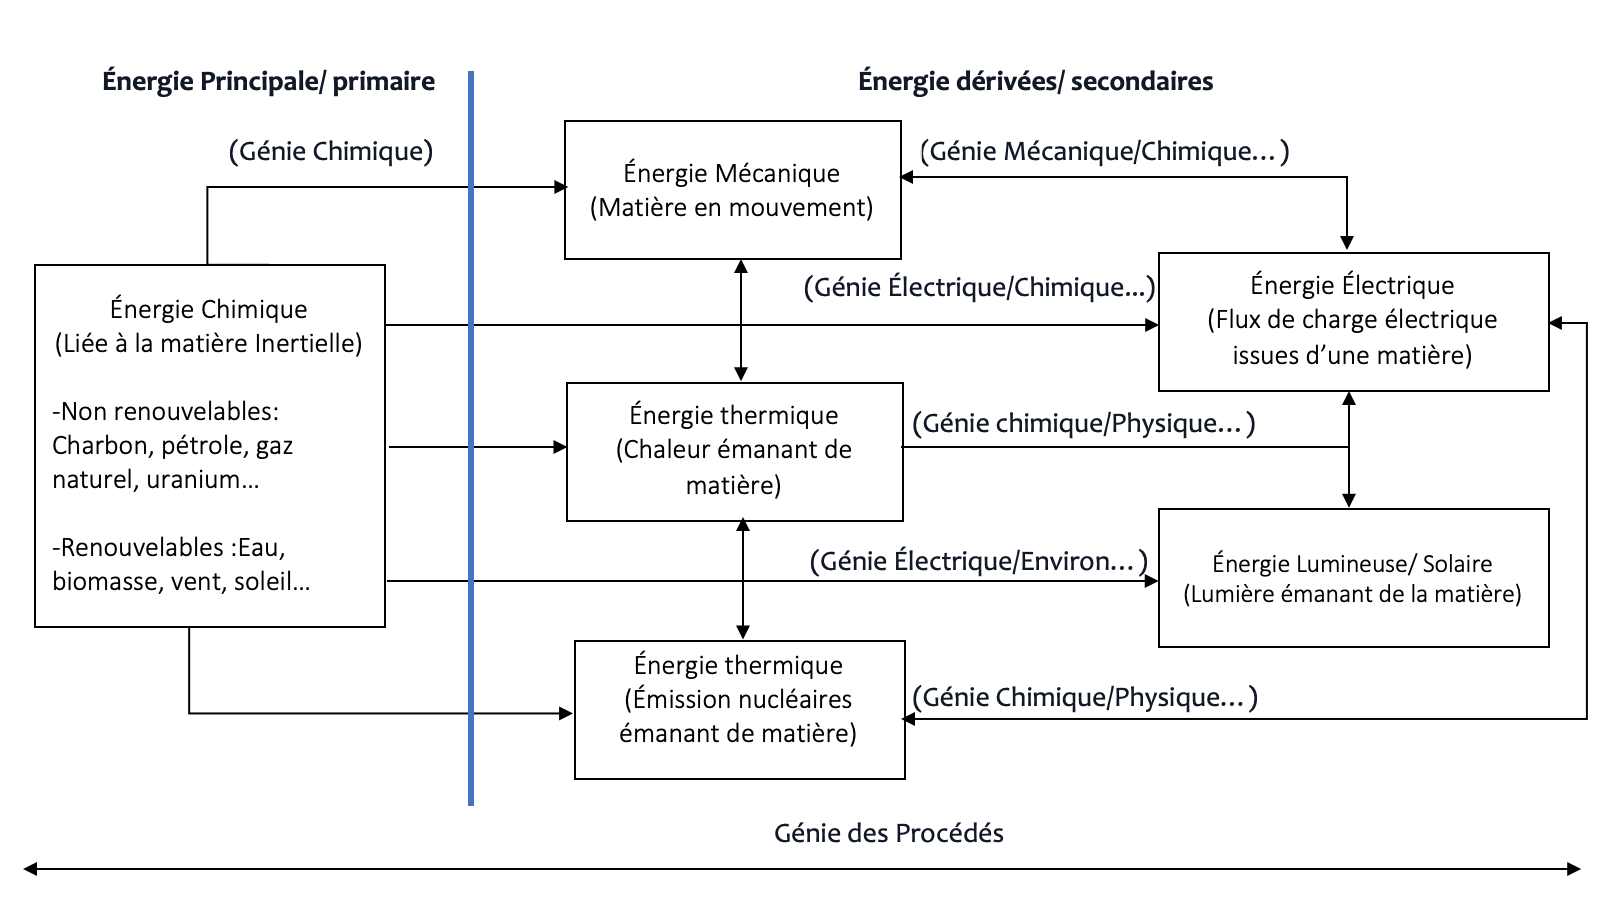 Énergie Principale/ primaire
Énergie dérivées/ secondaires
(Génie Chimique)
Énergie Mécanique
(Matière en mouvement)
(Génie Mécanique/Chimique... )
Énergie Chimique
(Liée à la matière Inertielle)
-Non renouvelables:
Charbon, pétrole, gaz
naturel, uranium...
-Renouvelables :Eau,
biomasse, vent, soleil...
(Génie Électrique/Chimique...)
Énergie Électrique
(Flux de charge électrique
issues d’une matière)
Énergie thermique
(Chaleur émanant de
matière)
(Génie chimique/Physique... )
(Génie Électrique/Environ... )
Énergie Lumineuse/ Solaire
(Lumière émanant de la matière)
Énergie thermique
(Émission nucléaires
émanant de matière)
(Génie Chimique/Physique... )
Génie des Procédés